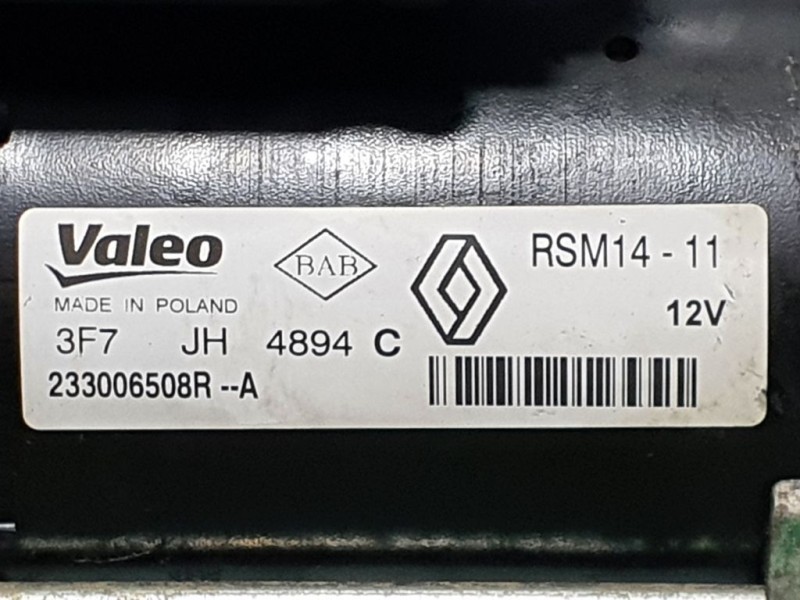 Valeo
BAB
RSM14 - 11
MADE IN POLAND
12V
3F7 JH 4894 C
233006508R --A